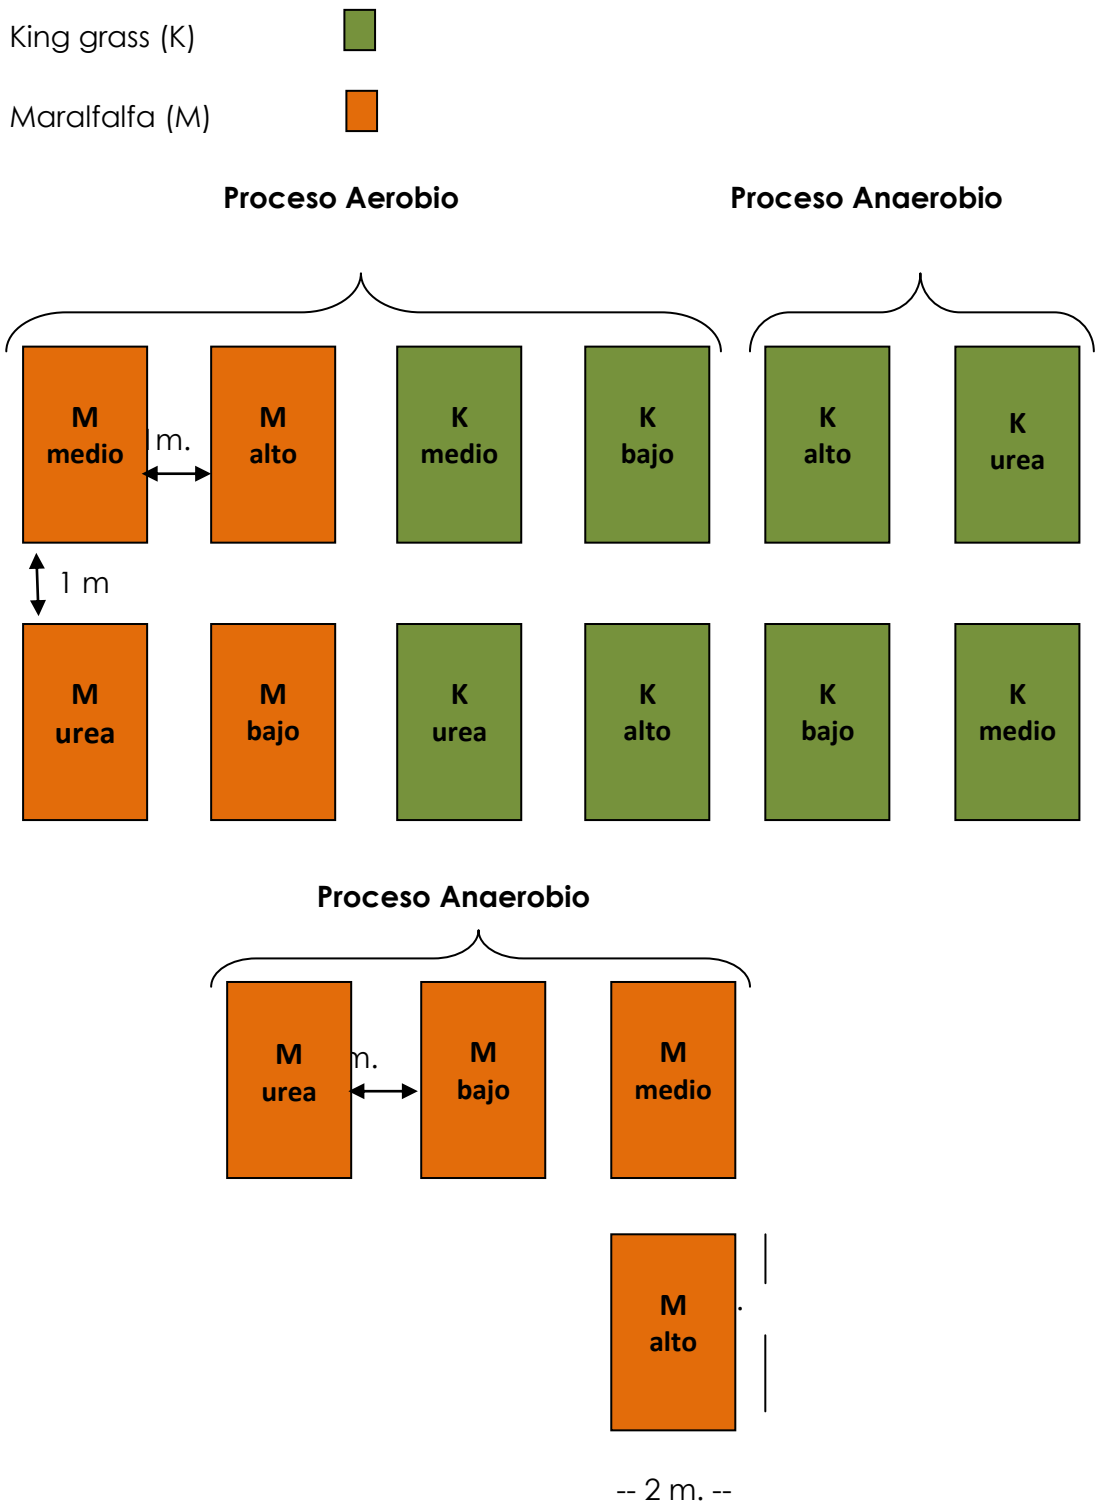 King grass (K)
Maralfalfa (M)
Proceso Aerobio
Proceso Anaerobio
M
medio
m.
M
alto
K
medio
K
bajo
K
alto
K
urea
1 m
M
urea
M
bajo
K
urea
K
alto
K
bajo
K
medio
Proceso Anaerobio
M
urea
m.
M
bajo
M
medio
M
alto
-- 2 m. --